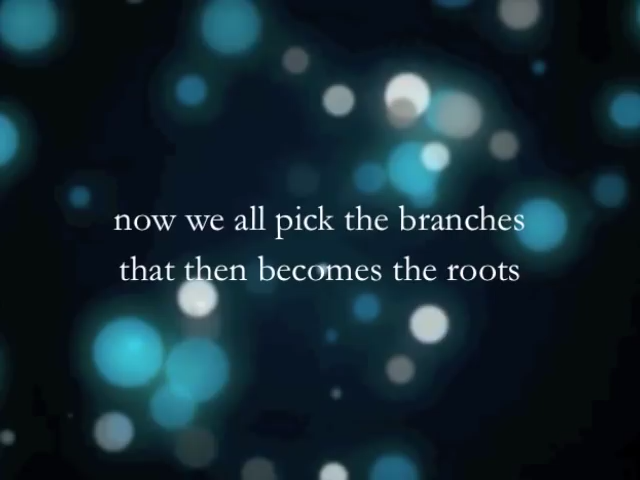 now we all pick the branches
that then becomes the roots